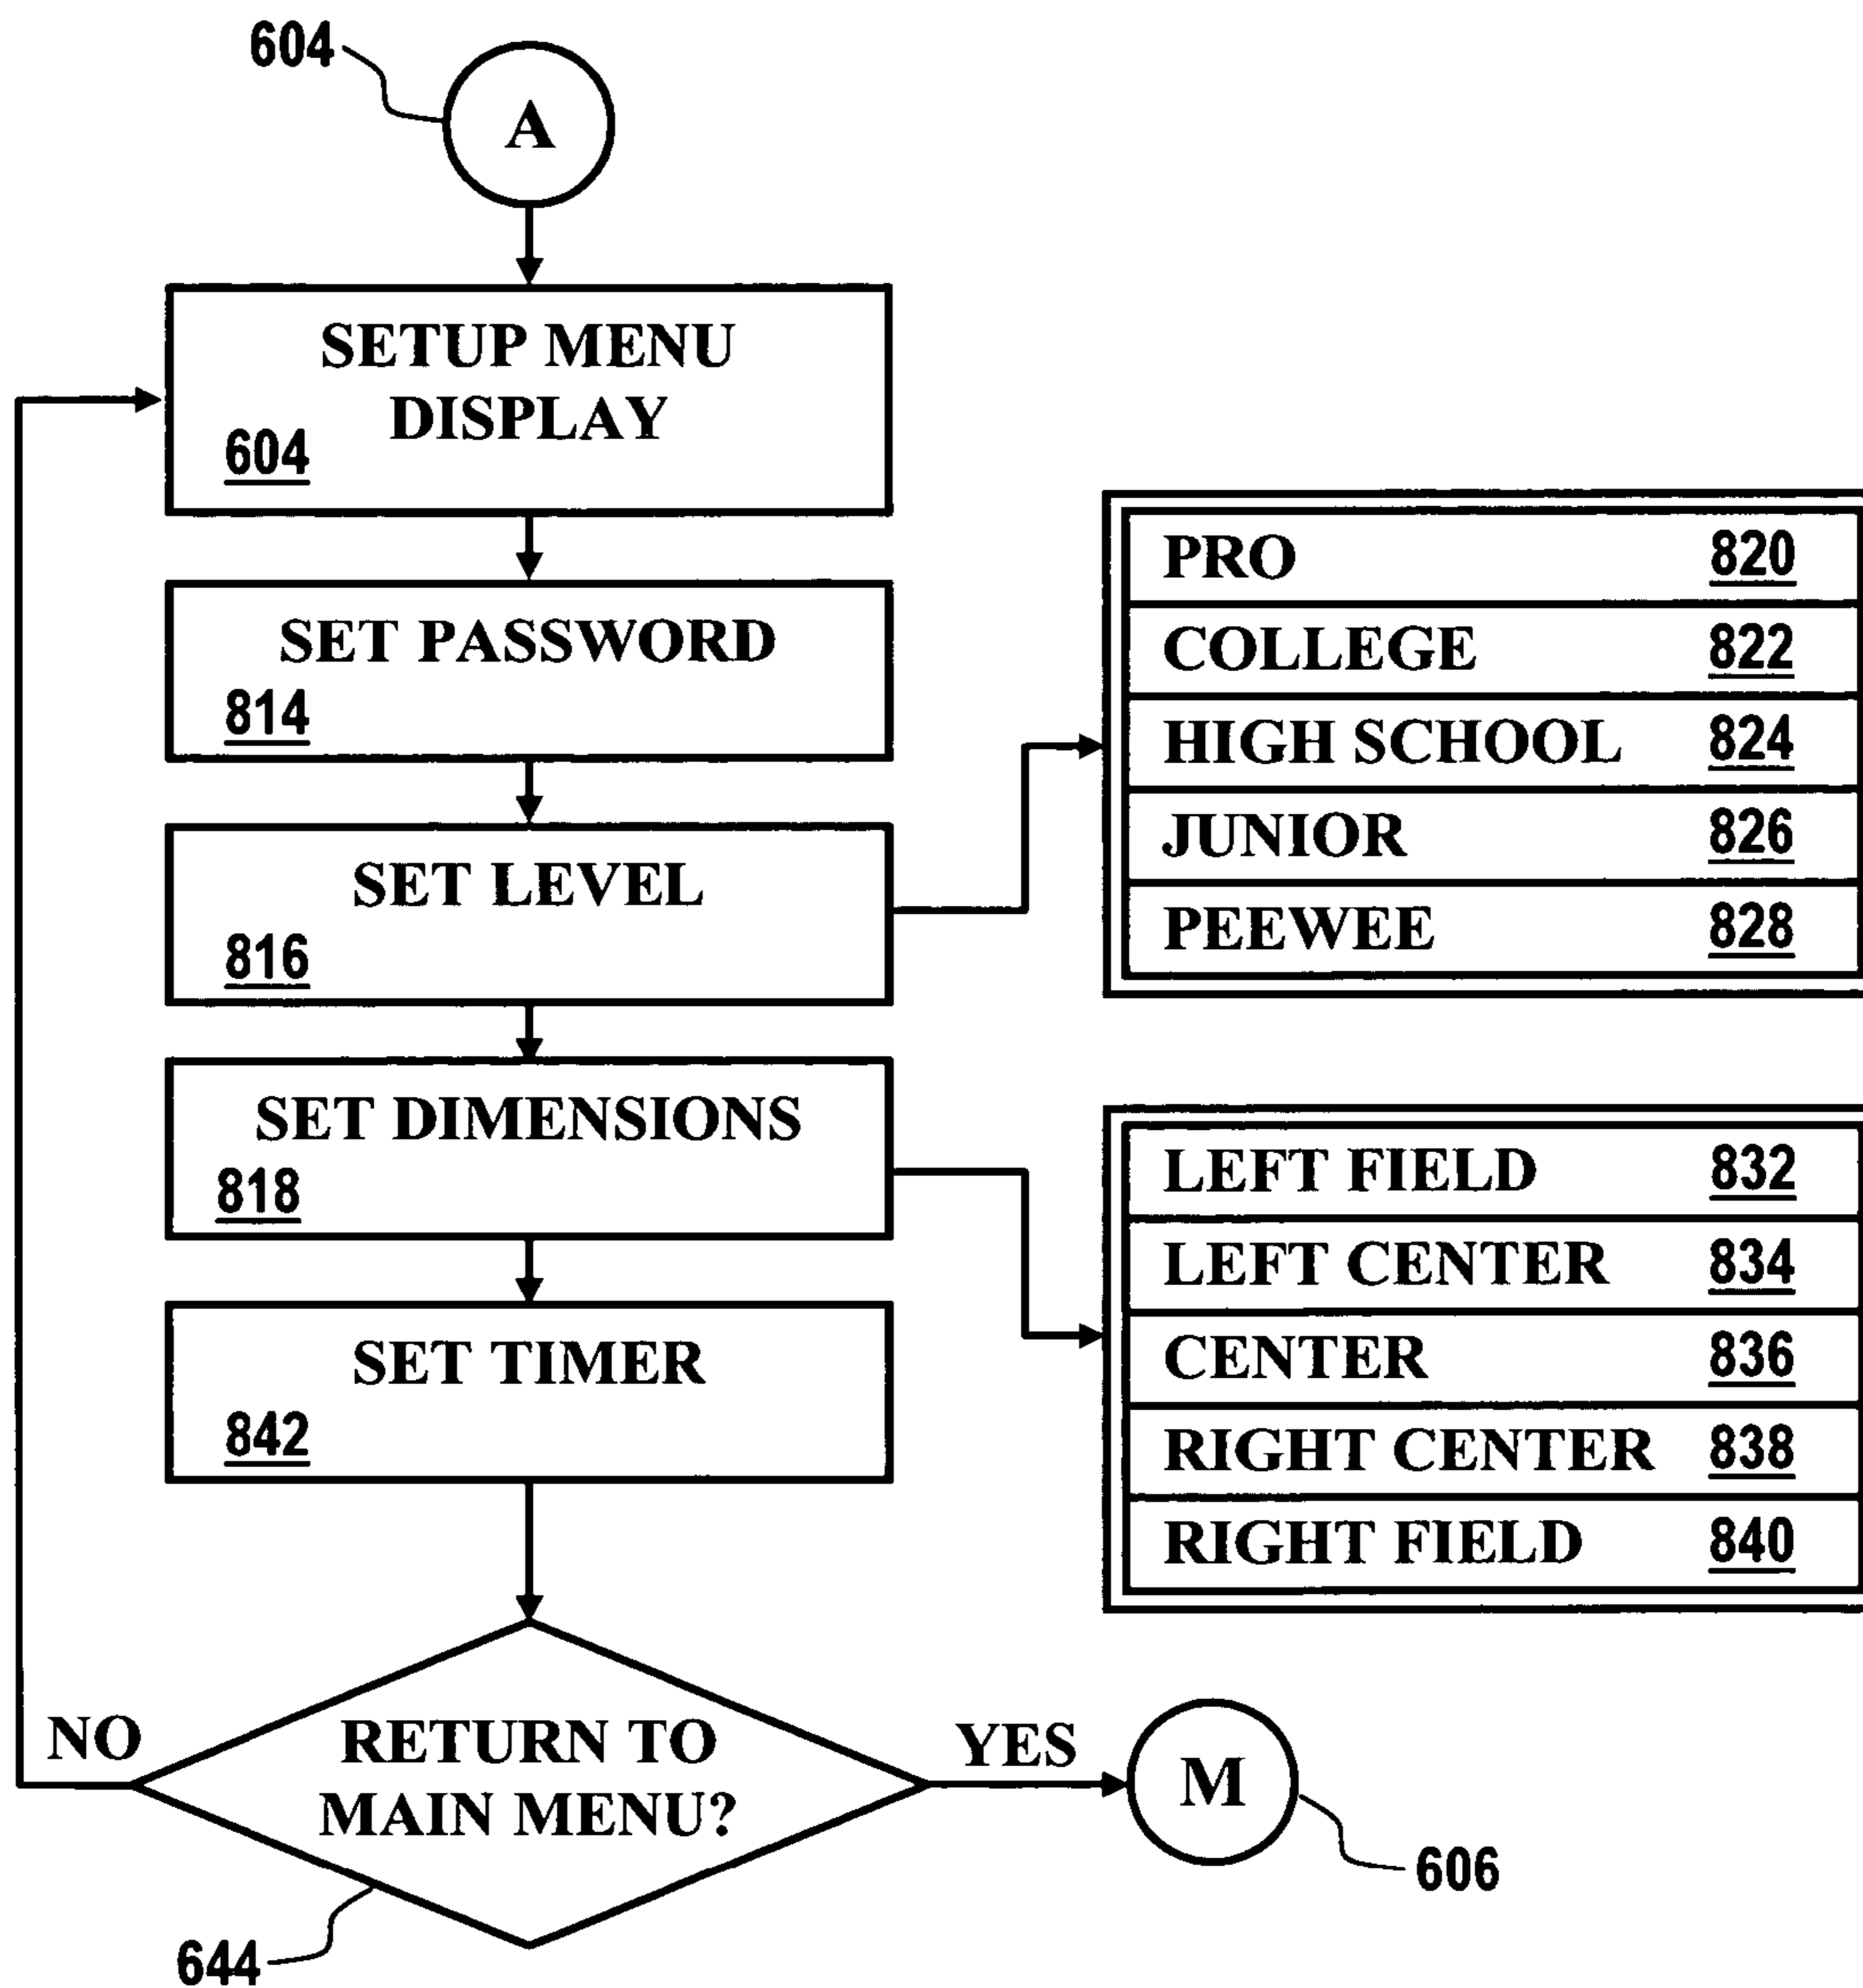 604
A
SETUP MENU
DISPLAY
604
SET PASSWORD
814
SET LEVEL
816
SET DIMENSIONS
818
SET TIMER
842
PRO 820
COLLEGE 822
HIGH SCHOOL 824
JUNIOR 826
PEEWEE 828
LEFT FIELD 832
LEFT CENTER 834
CENTER 836
RIGHT CENTER 838
RIGHT FIELD 840
NO
RETURN TO
MAIN MENU?
YES
M
606
644